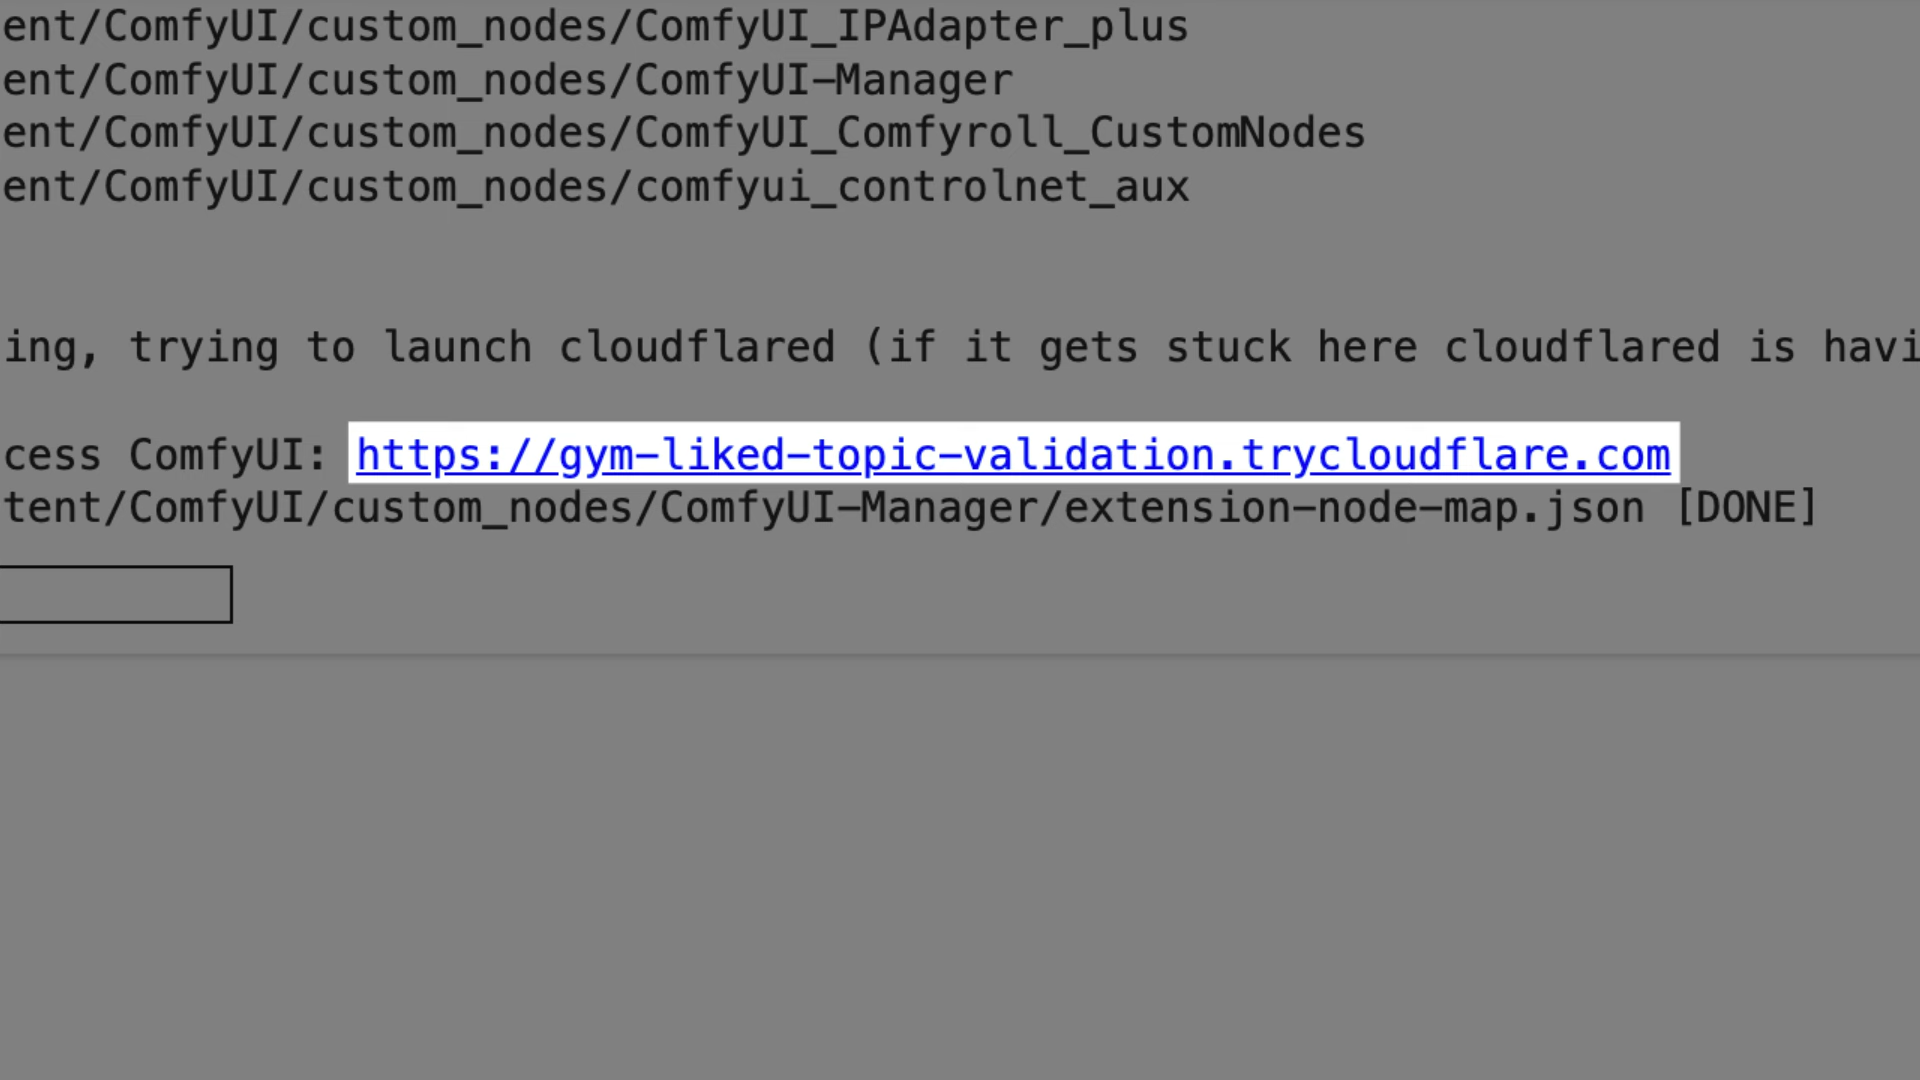 ent/ComfyUI/custom_nodes/ComfyUI_IPAdapter_plus
ent/ComfyUI/custom_nodes/ComfyUI-Manager
ent/ComfyUI/custom_nodes/ComfyUI_Comfyroll_CustomNodes
ent/ComfyUI/custom_nodes/comfyui_controlnet_aux
ing, trying to launch cloudflared (if it gets stuck here cloudflared is havi
cess ComfyUI: https://gym-liked-topic-validation.trycloudflare.com
tent/ComfyUI/custom_nodes/ComfyUI-Manager/extension-node-map.json [DONE]